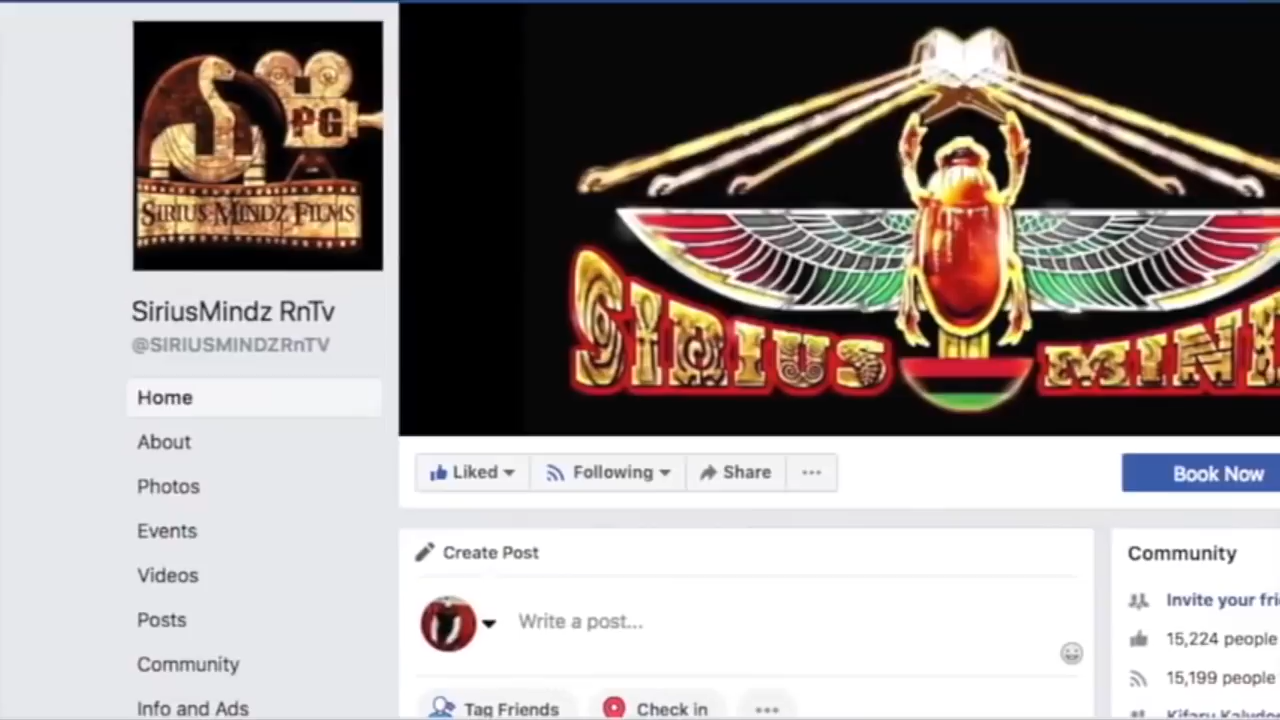 PG
SIRIUS MINDZ FILMS
SiriusMindz RnTv
@SIRIUSMINDZRnTV
Home
About
Photos
Events
Videos
Posts
Community
Info and Ads
SIRIUS
Liked
Following
Share
Book Now
Create Post
Write a post...
Tag Friends
Check in
Community
Invite your
15,224 people
15,199 people